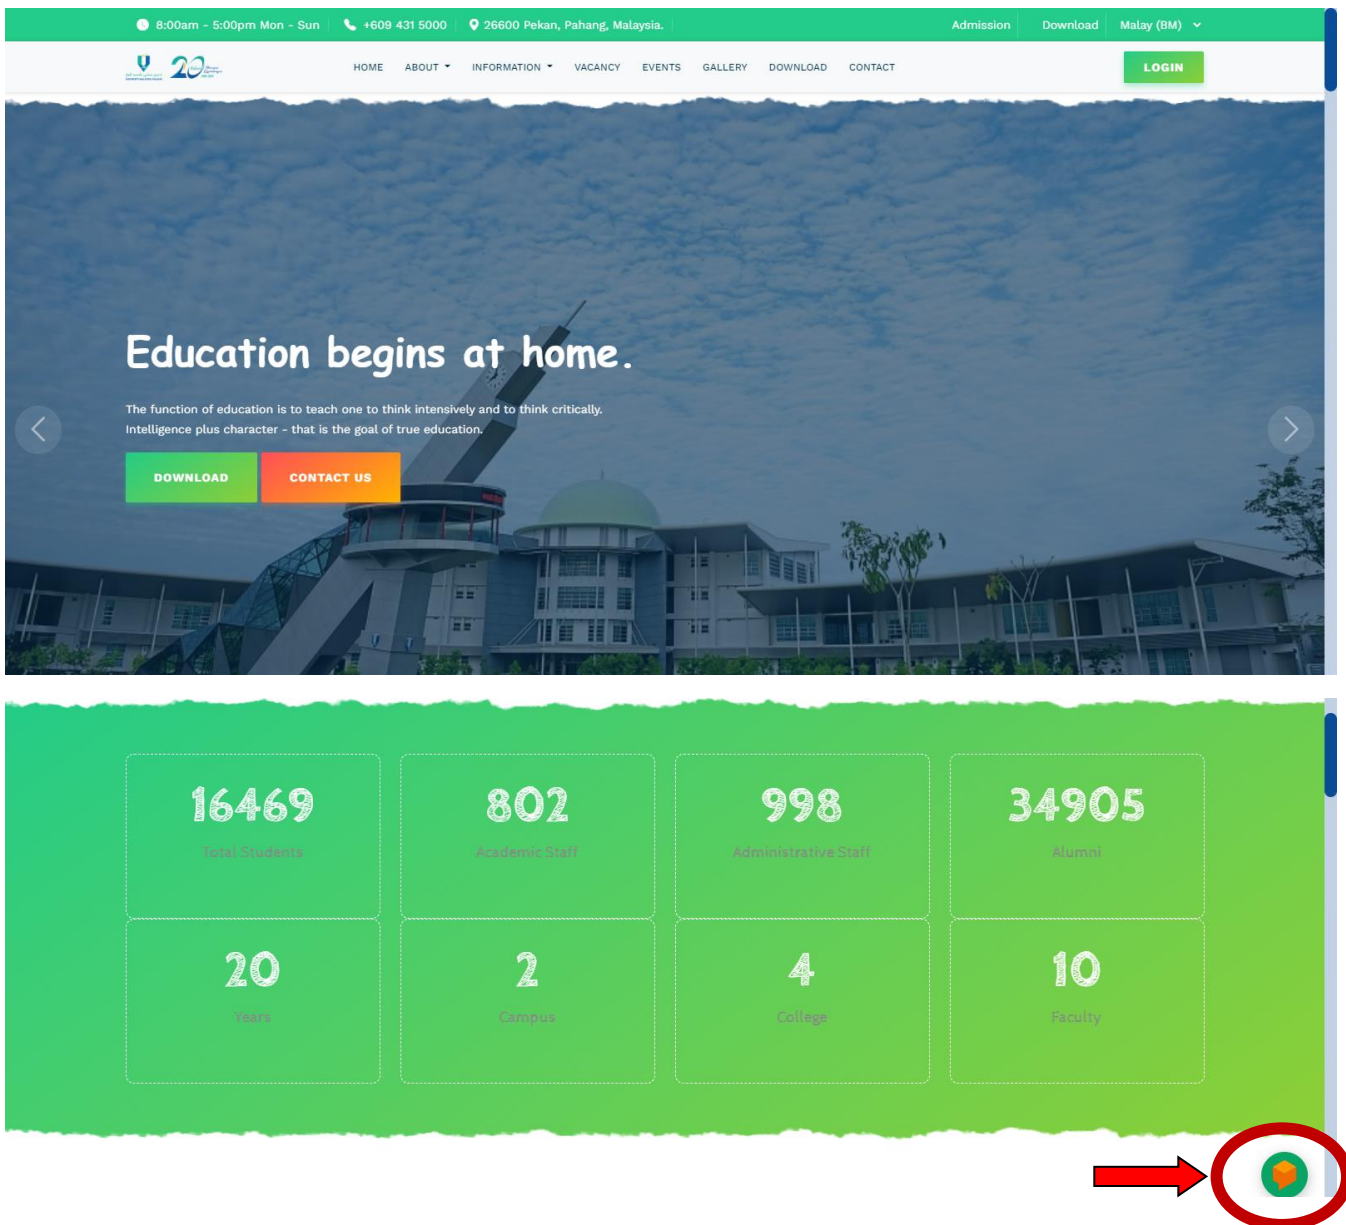 8:00am - 5:00pm Mon - Sun +609 431 5000 26600 Pekan, Pahang, Malaysia. Admission Download Malay (BM)
20
HOME ABOUT INFORMATION VACANCY EVENTS GALLERY DOWNLOAD CONTACT LOGIN
Education begins at home.
The function of education is to teach one to think intensively and to think critically.
Intelligence plus character - that is the goal of true education.
DOWNLOAD CONTACT US
16469 802 998 34905
Total Students Academic Staff Administrative Staff Alumni
20 2 4 10
Years Campus College Faculty